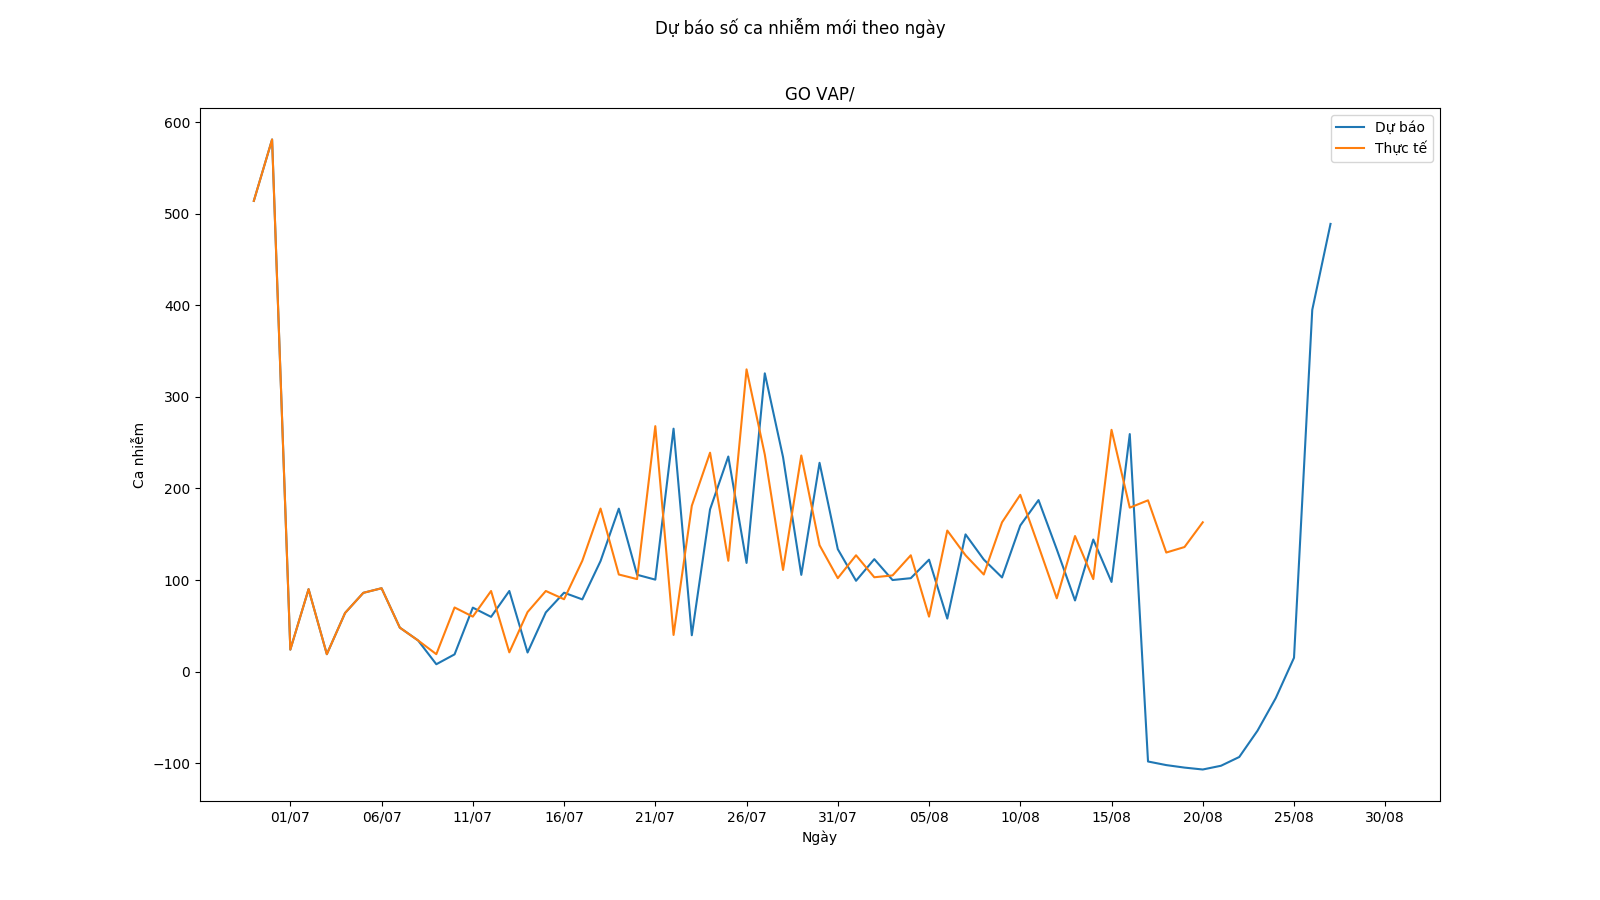 Dự báo số ca nhiễm mới theo ngày
GO VAP/
Dự báo
Thực tế
600
500
400
300
200
100
0
−100
Ca nhiễm
01/07 06/07 11/07 16/07 21/07 26/07 31/07 05/08 10/08 15/08 20/08 25/08 30/08
Ngày